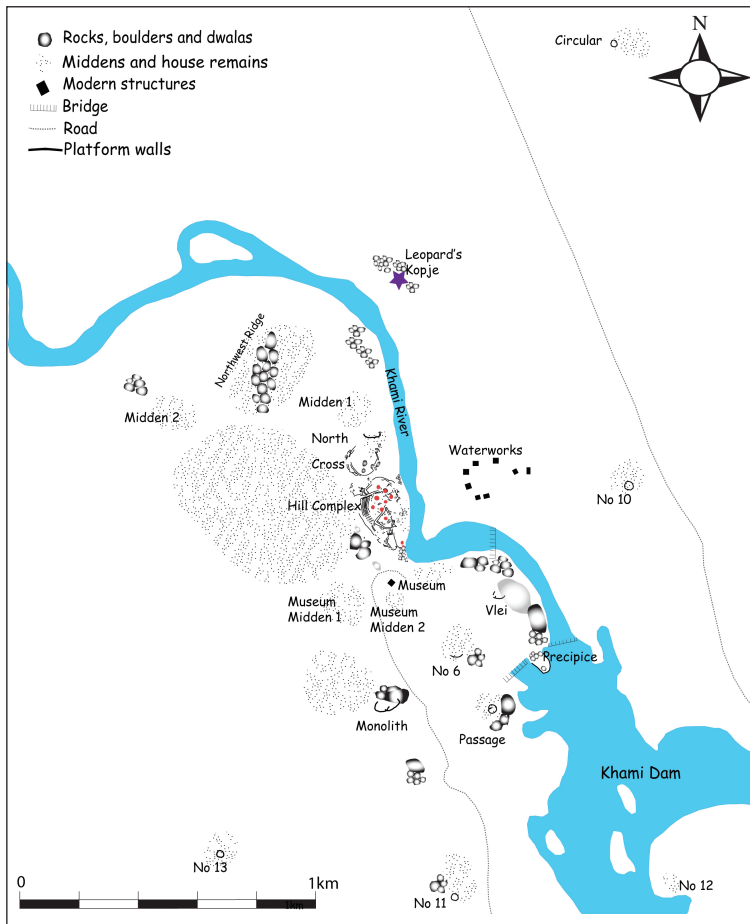 Rocks, boulders and dwalas
Middens and house remains
Modern structures
Bridge
Road
Platform walls
Circular
N
Leopard's
Kopje
Northwest Ridge
Khami River
Midden 2
Midden 1
North
Cross
Hill Complex
Waterworks
No 10
Museum
Museum
Midden 1
Museum
Midden 2
Vlei
No 6
Prrecipice
Monolith
Passage
Khami Dam
No 13
No 11
No 12
0
1km
1km